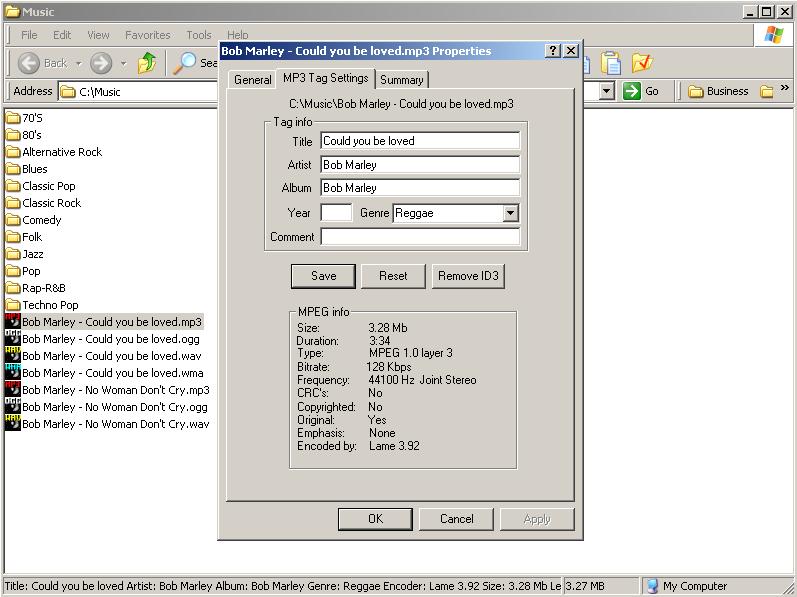 Music
File Edit View Favorites Tools Help
Back Sea
Address C:\Music Go Business »
70'S
80's
Alternative Rock
Blues
Classic Pop
Classic Rock
Comedy
Folk
Jazz
Pop
Rap-R&B
Techno Pop
Bob Marley - Could you be loved.mp3
Bob Marley - Could you be loved.ogg
Bob Marley - Could you be loved.wav
Bob Marley - Could you be loved.wma
Bob Marley - No Woman Don't Cry.mp3
Bob Marley - No Woman Don't Cry.ogg
Bob Marley - No Woman Don't Cry.wav
Bob Marley - Could you be loved.mp3 Properties
General MP3 Tag Settings Summary
C:\Music\Bob Marley - Could you be loved.mp3
Tag info
Title Could you be loved
Artist Bob Marley
Album Bob Marley
Year Genre Reggae
Comment
Save Reset Remove ID3
MPEG info
Size: 3.28 Mb
Duration: 3:34
Type: MPEG 1.0 layer 3
Bitrate: 128 Kbps
Frequency: 44100 Hz Joint Stereo
CRC's: No
Copyrighted: No
Original: Yes
Emphasis: None
Encoded by: Lame 3.92
OK Cancel Apply
Title: Could you be loved Artist: Bob Marley Album: Bob Marley Genre: Reggae Encoder: Lame 3.92 Size: 3.28 Mb Le 3.27 MB My Computer